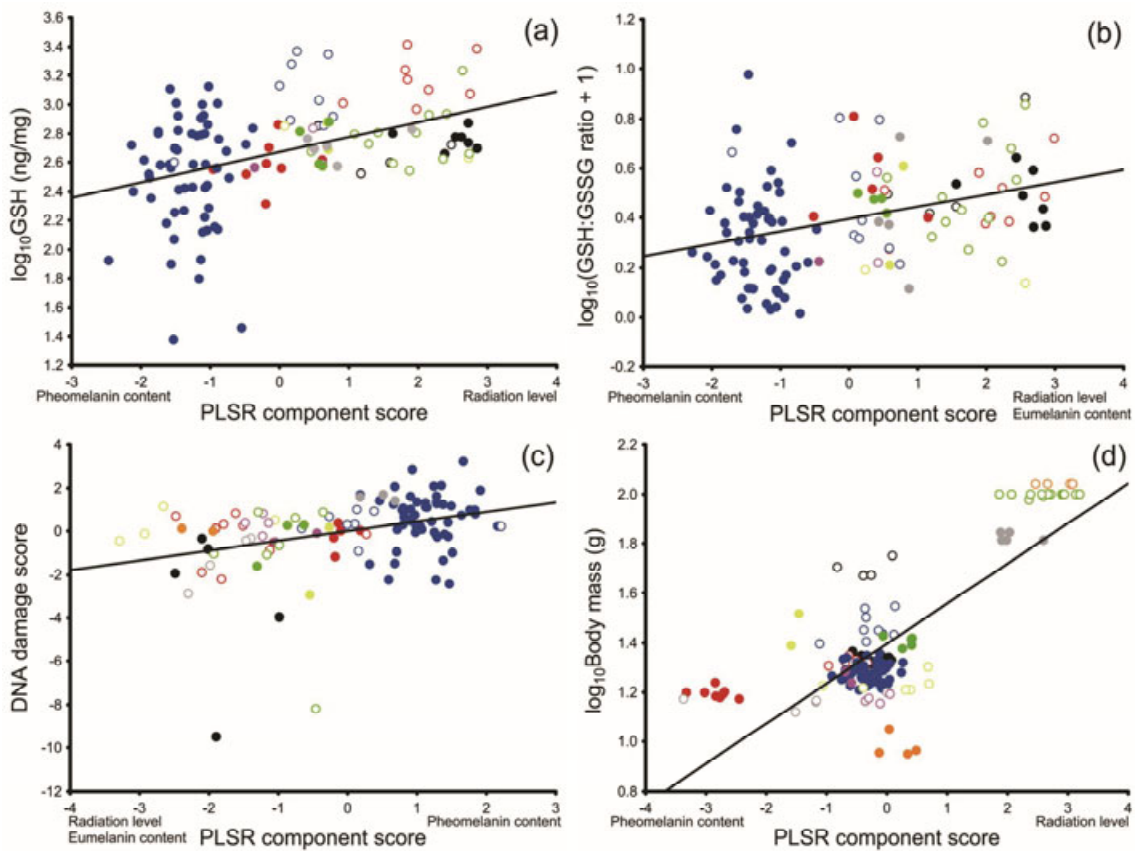 (a)
log10GSH (ng/mg)
3.6
3.4
3.2
3.0
2.8
2.6
2.4
2.2
2.0
1.8
1.6
1.4
1.2
-3 -2 -1 0 1 2 3 4
Pheomelanin content
Radiation level
PLSR component score
(b)
log10(GSH:GSSG ratio + 1)
1.2
1.0
0.8
0.6
0.4
0.2
0.0
-0.2
-3 -2 -1 0 1 2 3 4
Pheomelanin content
Radiation level
PLSR component score
Eumelanin content
(c)
DNA damage score
4
2
0
-2
-4
-6
-8
-10
-12
-4 -3 -2 -1 0 1 2 3
Radiation level
Pheomelanin content
Eumelanin content
PLSR component score
(d)
log10Body mass (g)
2.2
2.0
1.8
1.6
1.4
1.2
1.0
0.8
-4 -3 -2 -1 0 1 2 3 4
Pheomelanin content
Radiation level
PLSR component score